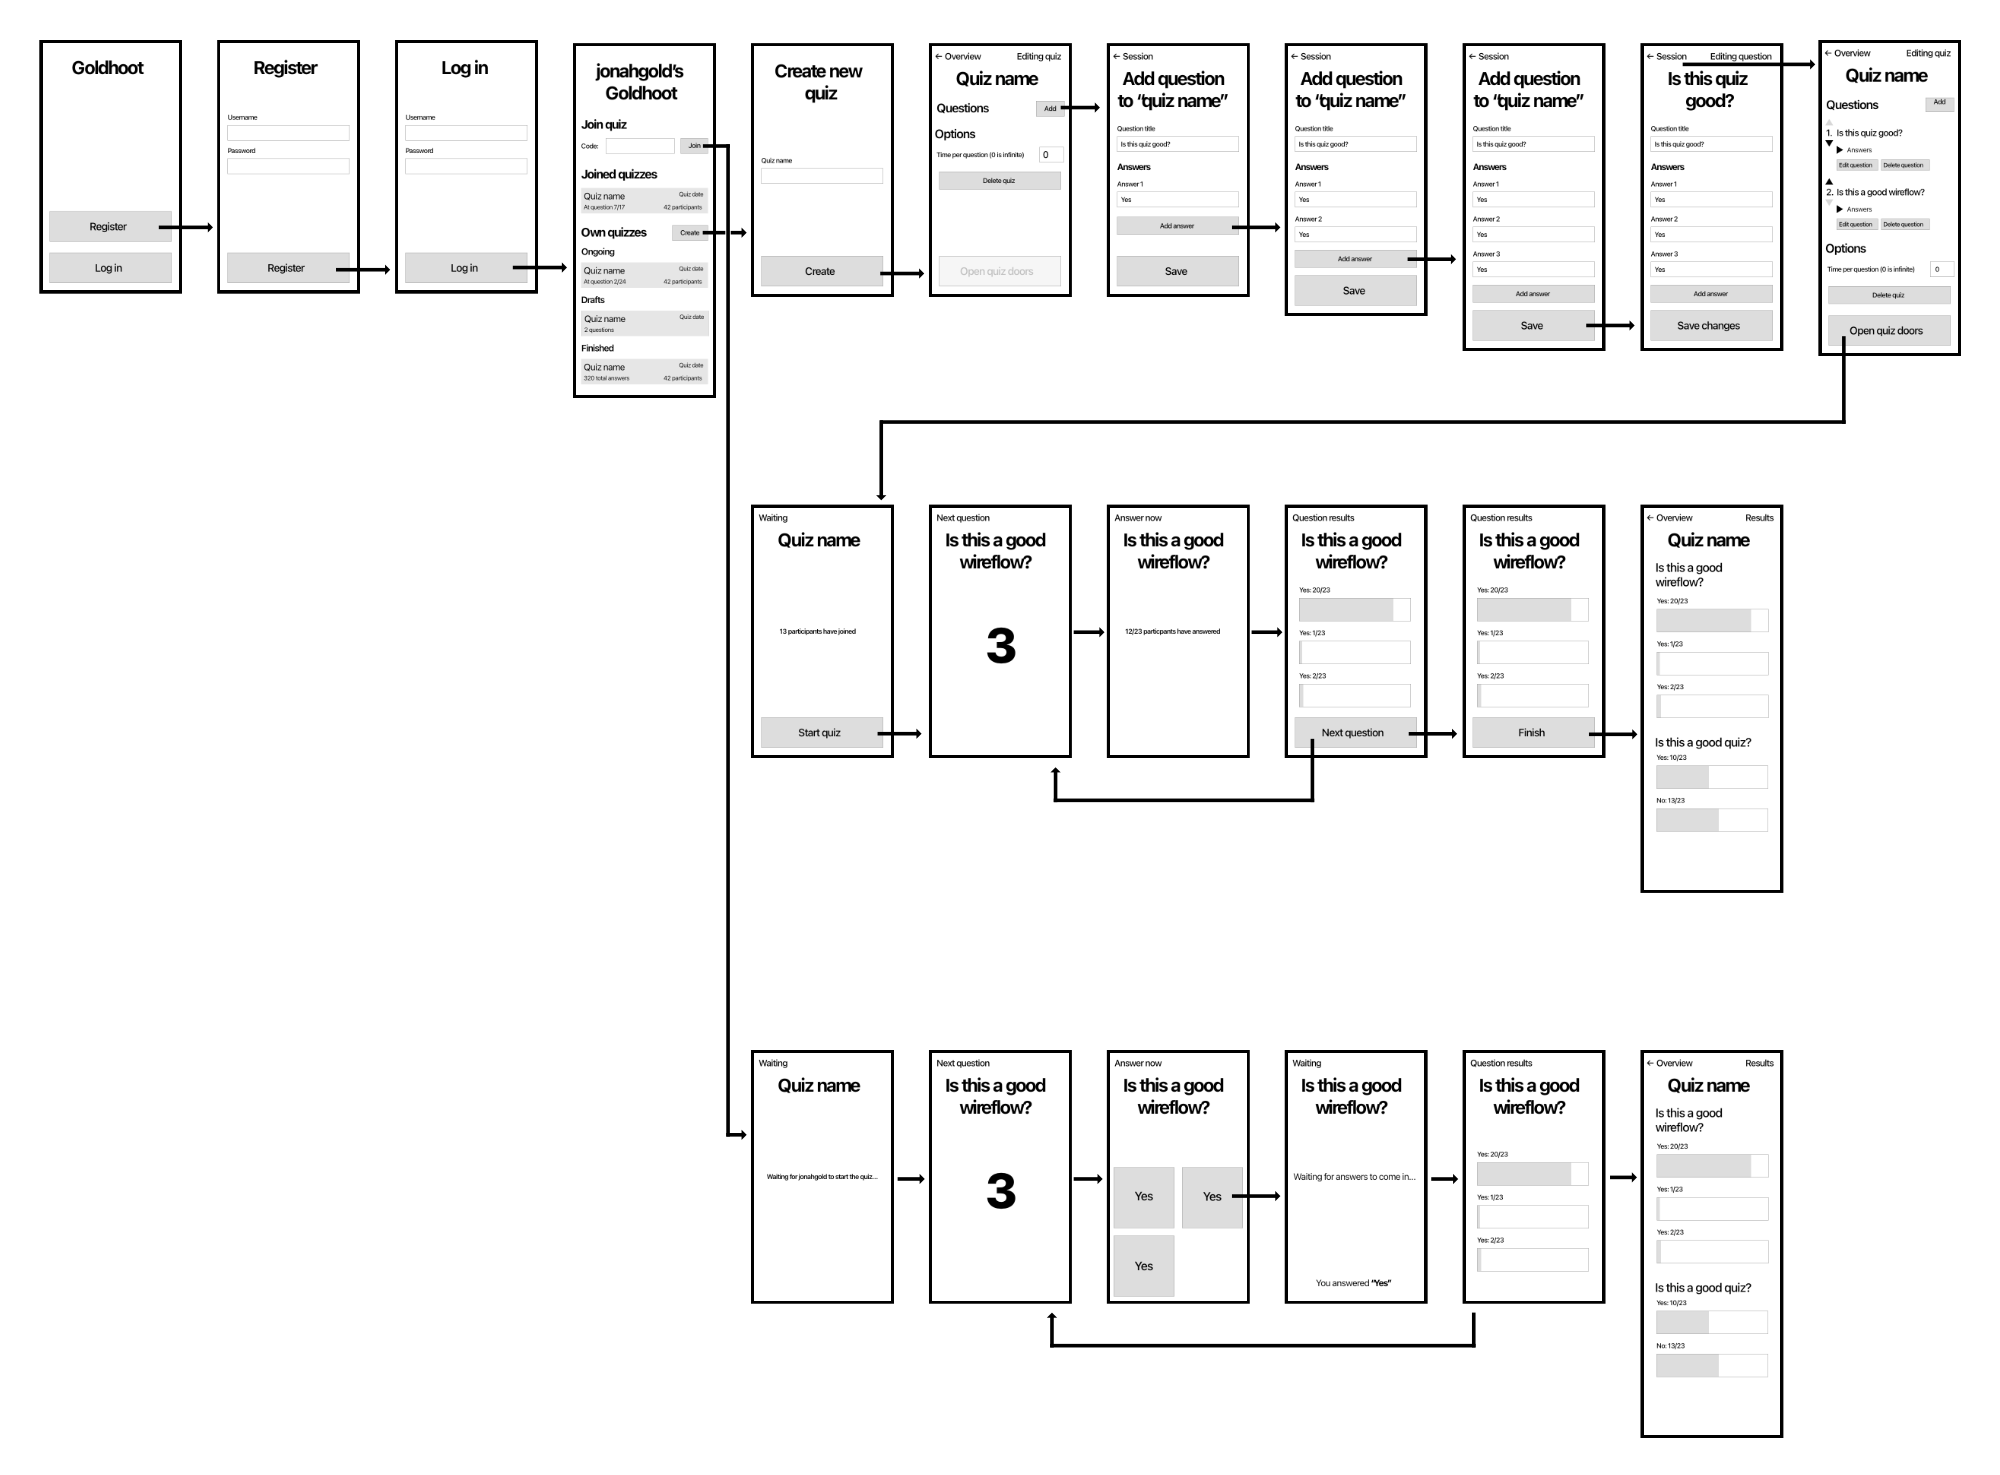 Goldhoot
Register
Log in
Register
Username
Password
Register
Log in
Username
Password
Log in
jonahgold's
Goldhoot
Join quiz
Code:
Join
Joined quizzes
Quiz name
Quiz date
At question 7/17
42 participants
Own quizzes
Create
Ongoing
Quiz name
Quiz date
At question 2/24
42 participants
Drafts
Quiz name
Quiz date
2 questions
Finished
Quiz name
Quiz date
320 total answers
42 participants
Create new
quiz
Quiz name
Create
← Overview
Editing quiz
Quiz name
Questions
Add
Options
Time per question (0 is infinite)
0
Delete quiz
Open quiz doors
← Session
Add question
to “quiz name”
Question title
Is this quiz good?
Answers
Answer 1
Yes
Add answer
Save
← Session
Add question
to “quiz name”
Question title
Is this quiz good?
Answers
Answer 1
Yes
Answer 2
Yes
Add answer
Save
← Session
Add question
to “quiz name”
Question title
Is this quiz good?
Answers
Answer 1
Yes
Answer 2
Yes
Answer 3
Yes
Add answer
Save
← Session
Editing question
Is this quiz
good?
Question title
Is this quiz good?
Answers
Answer 1
Yes
Answer 2
Yes
Answer 3
Yes
Add answer
Save changes
← Overview
Editing quiz
Quiz name
Questions
Add
1. Is this quiz good?
Answers
Edit question
Delete question
2. Is this a good wireflow?
Answers
Edit question
Delete question
Options
Time per question (0 is infinite)
0
Delete quiz
Open quiz doors
Waiting
Quiz name
13 participants have joined
Start quiz
Next question
Is this a good
wireflow?
3
Answer now
Is this a good
wireflow?
12/23 particpants have answered
Question results
Is this a good
wireflow?
Yes: 20/23
Yes: 1/23
Yes: 2/23
Next question
Question results
Is this a good
wireflow?
Yes: 20/23
Yes: 1/23
Yes: 2/23
Finish
← Overview
Results
Quiz name
Is this a good
wireflow?
Yes: 20/23
Yes: 1/23
Yes: 2/23
Is this a good quiz?
Yes: 10/23
No: 13/23
Waiting
Quiz name
Waiting for jonahgold to start the quiz...
Next question
Is this a good
wireflow?
3
Answer now
Is this a good
wireflow?
Yes
Yes
Yes
Waiting
Is this a good
wireflow?
Waiting for answers to come in...
You answered “Yes”
Question results
Is this a good
wireflow?
Yes: 20/23
Yes: 1/23
Yes: 2/23
← Overview
Results
Quiz name
Is this a good
wireflow?
Yes: 20/23
Yes: 1/23
Yes: 2/23
Is this a good quiz?
Yes: 10/23
No: 13/23